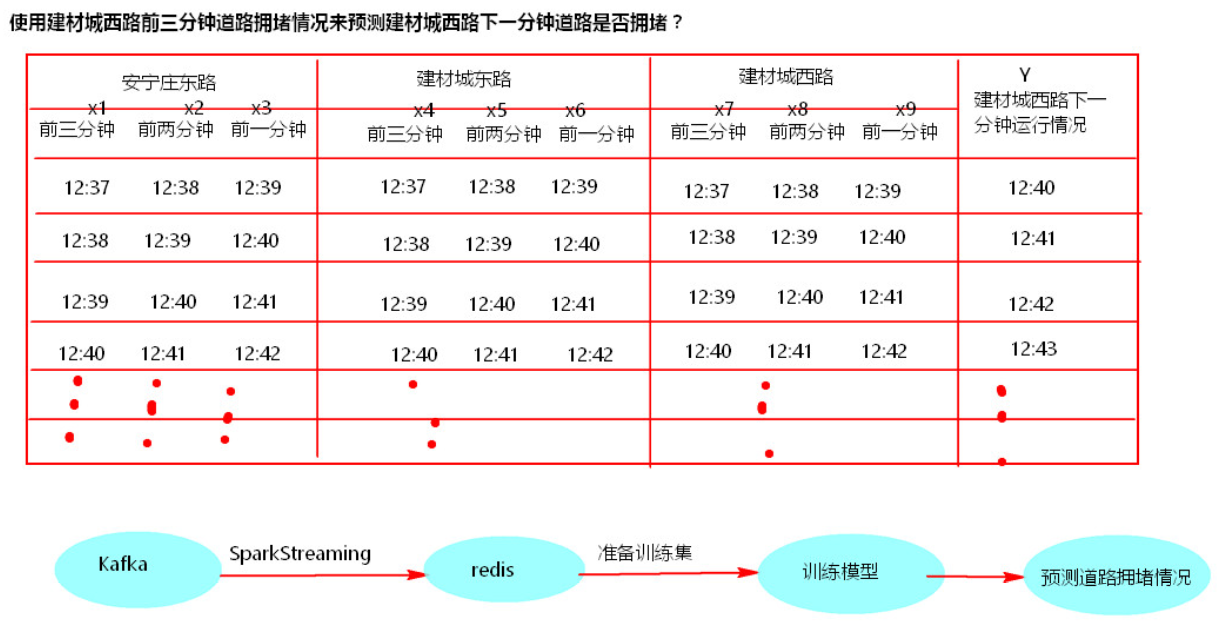 使用建材城西路前三分钟道路拥堵情况来预测建材城西路下一分钟道路是否拥堵？
安宁庄东路 建材城东路 建材城西路 Y
x1 x2 x3 x4 x5 x6 x7 x8 x9 建材城西路下一
前三分钟 前两分钟 前一分钟 前三分钟 前两分钟 前一分钟 前三分钟 前两分钟 前一分钟 分钟运行情况
12:37 12:38 12:39 12:37 12:38 12:39 12:37 12:38 12:39 12:40
12:38 12:39 12:40 12:38 12:39 12:40 12:38 12:39 12:40 12:41
12:39 12:40 12:41 12:39 12:40 12:41 12:39 12:40 12:41 12:42
12:40 12:41 12:42 12:40 12:41 12:42 12:40 12:41 12:42 12:43
Kafka SparkStreaming redis 准备训练集 训练模型 预测道路拥堵情况